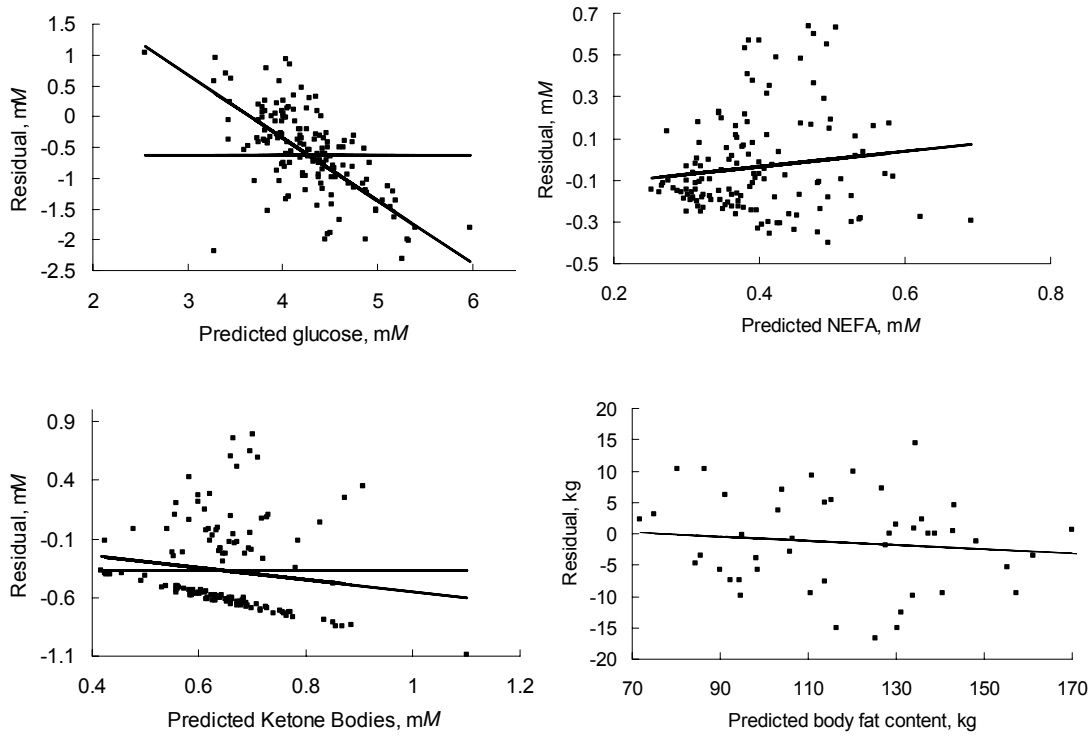 1.5
1
0.5
0
-0.5
-1
-1.5
-2
-2.5
Residual, mM
2 3 4 5 6
Predicted glucose, mM
0.7
0.5
0.3
0.1
-0.1
-0.3
-0.5
Residual, mM
0.2 0.4 0.6 0.8
Predicted NEFA, mM
0.9
0.4
-0.1
-0.6
-1.1
Residual, mM
0.4 0.6 0.8 1 1.2
Predicted Ketone Bodies, mM
20
15
10
5
0
-5
-10
-15
-20
Residual, kg
70 90 110 130 150 170
Predicted body fat content, kg